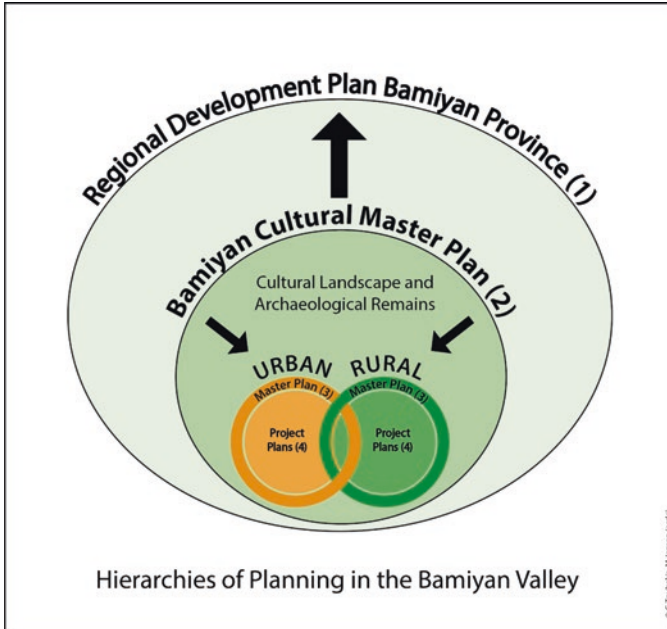 Regional Development Plan Bamiyan Province (1)
Bamiyan Cultural Master Plan (2)
Cultural Landscape and
Archaeological Remains
URBAN RURAL
Master Plan (3) Master Plan (3)
Project Project
Plans (4) Plans (4)
Hierarchies of Planning in the Bamiyan Valley